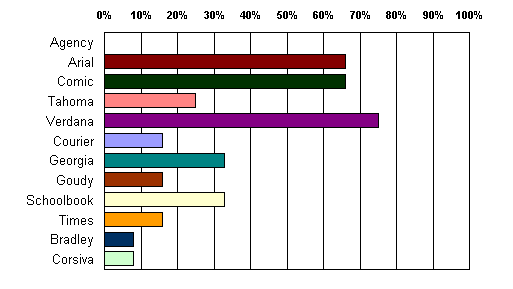 0% 10% 20% 30% 40% 50% 60% 70% 80% 90% 100%
Agency
Arial
Comic
Tahoma
Verdana
Courier
Georgia
Goudy
Schoolbook
Times
Bradley
Corsiva